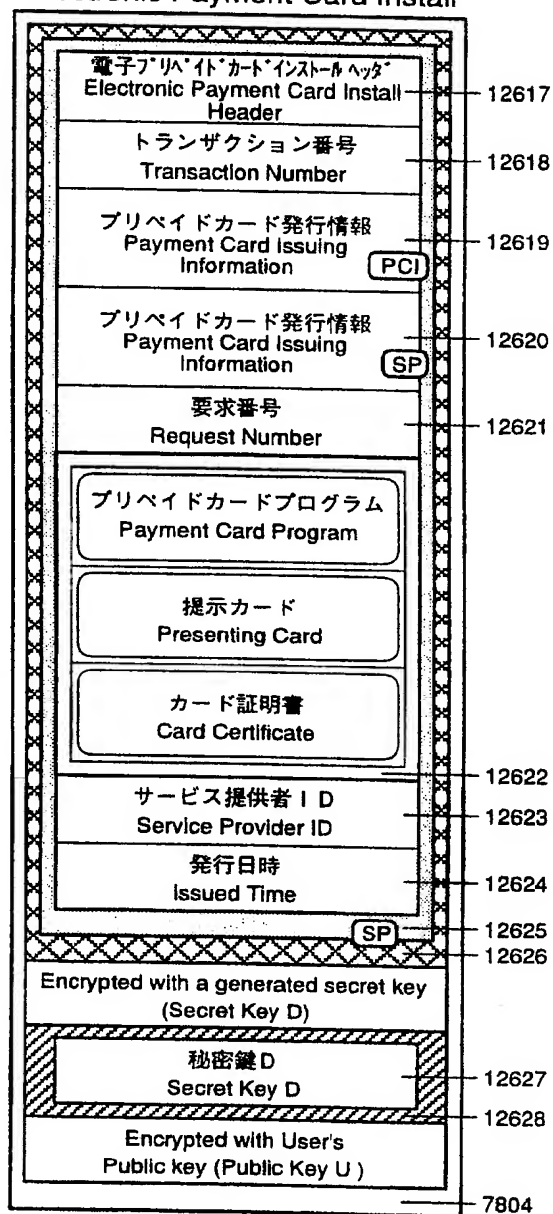 Payment Card Install
電子プリペイドカードインストールヘッダ
Electronic Payment Card Install
Header
12617
トランザクション番号
Transaction Number
12618
プリペイドカード発行情報
Payment Card Issuing
Information
PCI
12619
プリペイドカード発行情報
Payment Card Issuing
Information
SP
12620
要求番号
Request Number
12621
プリペイドカードプログラム
Payment Card Program
提示カード
Presenting Card
カード証明書
Card Certificate
12622
サービス提供者ID
Service Provider ID
12623
発行日時
Issued Time
12624
SP
12625
12626
Encrypted with a generated secret key
(Secret Key D)
秘密鍵D
Secret Key D
12627
12628
Encrypted with User's
Public key (Public Key U )
7804